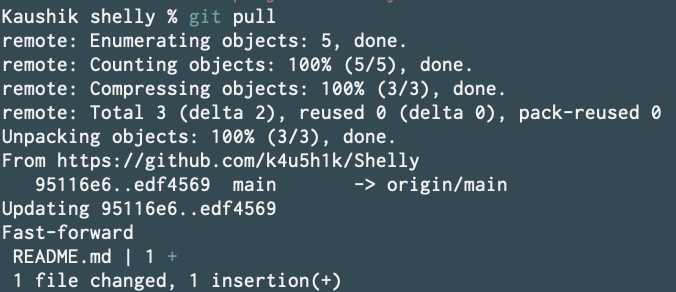 Kaushik shelly % git pull
remote: Enumerating objects: 5, done.
remote: Counting objects: 100% (5/5), done.
remote: Compressing objects: 100% (3/3), done.
remote: Total 3 (delta 2), reused 0 (delta 0), pack-reused 0
Unpacking objects: 100% (3/3), done.
From https://github.com/k4u5h1k/Shelly
   95116e6..edf4569  main       -> origin/main
Updating 95116e6..edf4569
Fast-forward
 README.md | 1 +
 1 file changed, 1 insertion(+)